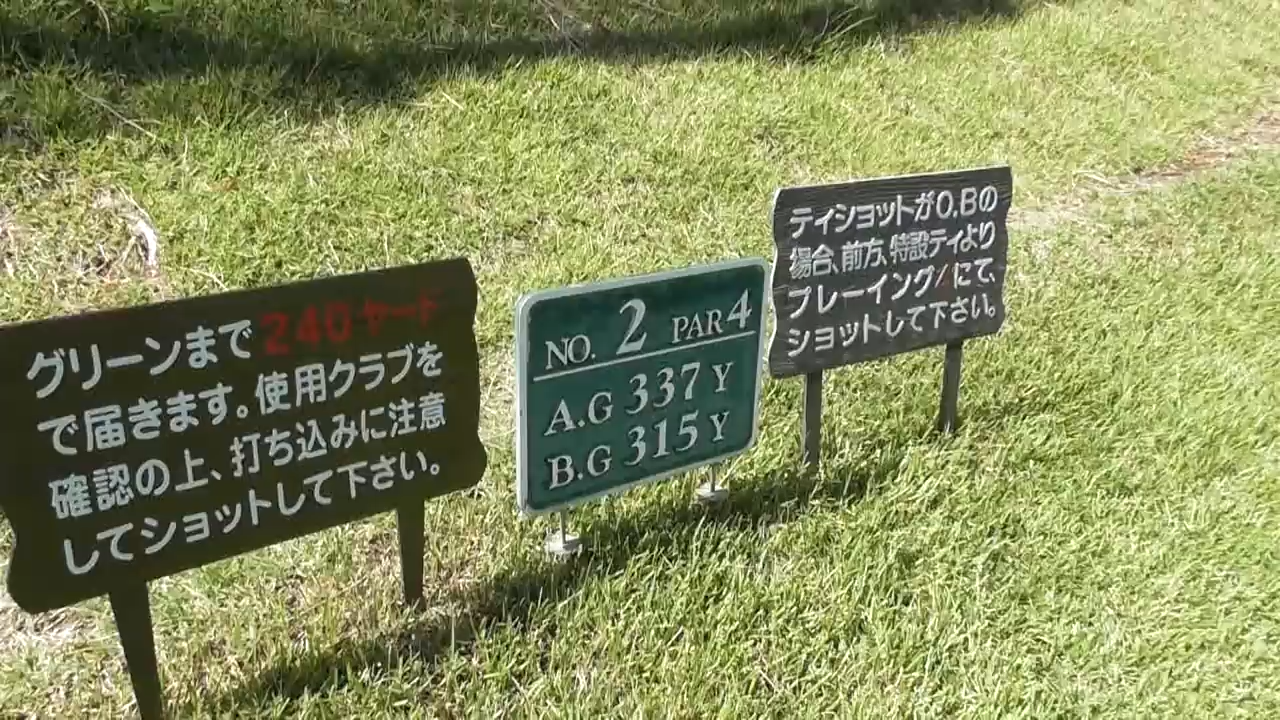 グリーンまで240ヤード
で届きます。使用クラブを
確認の上、打ち込みに注意
してショットして下さい。
NO. 2 PAR 4
A.G 337 Y
B.G 315 Y
ティショットがO.Bの
場合、前方、特設ティより
プレーイング/にて、
ショットして下さい。